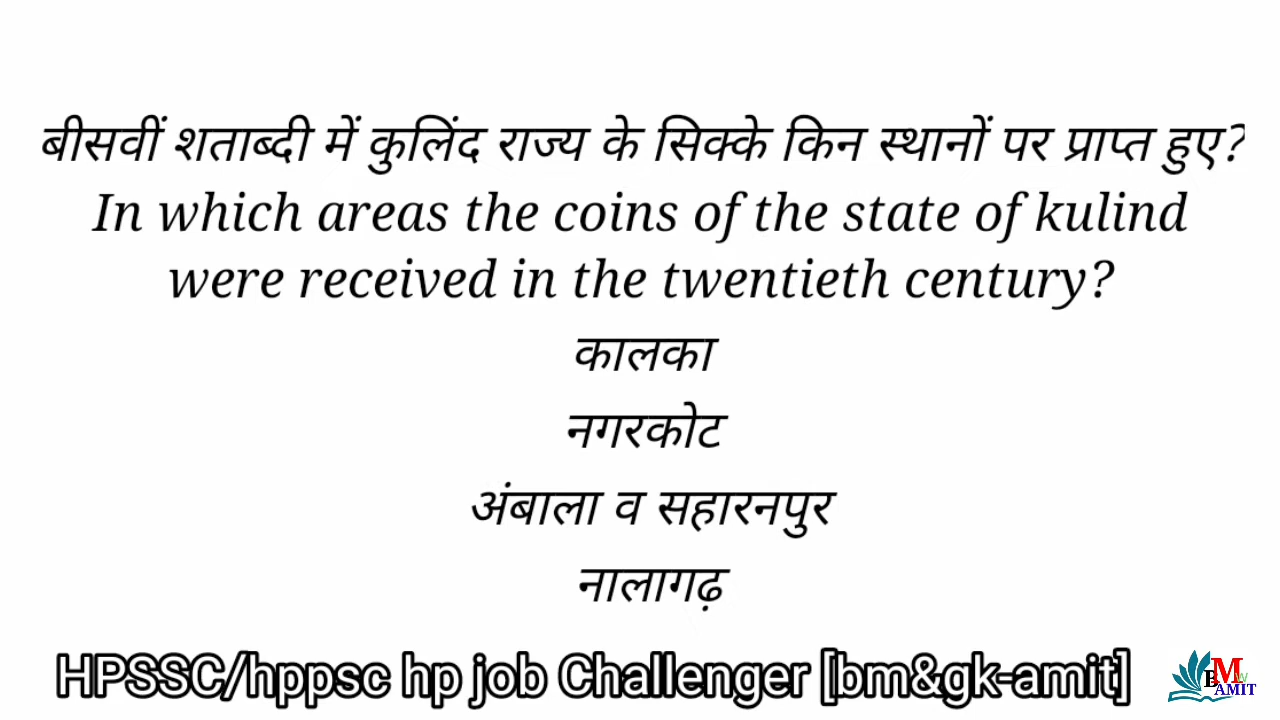 बीसवीं शताब्दी में कुलिंद राज्य के सिक्के किन स्थानों पर प्राप्त हुए?
In which areas the coins of the state of kulind
were received in the twentieth century?
कालका
नगरकोट
अंबाला व सहारनपुर
नालागढ़
HPSSC/hppsc hp job Challenger [bm&gk-amit]
BMW
AMIT